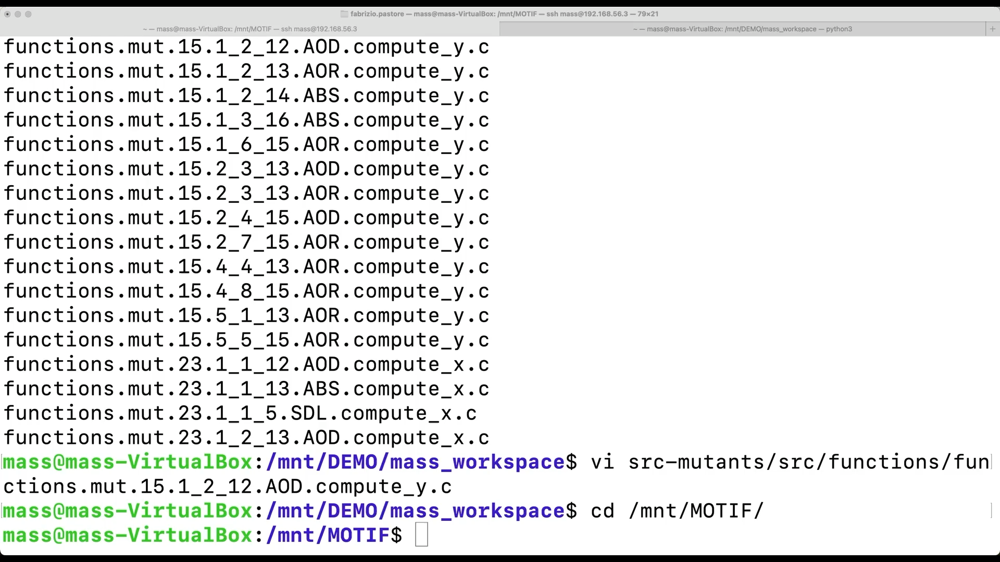 fabrizio.pastore — mass@mass-VirtualBox: /mnt/MOTIF — ssh mass@192.168.56.3 — 79×21
~ — mass@mass-VirtualBox: /mnt/MOTIF — ssh mass@192.168.56.3
~ — mass@mass-VirtualBox: /mnt/DEMO/mass_workspace — python3
+
functions.mut.15.1_2_12.AOD.compute_y.c
functions.mut.15.1_2_13.AOR.compute_y.c
functions.mut.15.1_2_14.ABS.compute_y.c
functions.mut.15.1_3_16.ABS.compute_y.c
functions.mut.15.1_6_15.AOR.compute_y.c
functions.mut.15.2_3_13.AOD.compute_y.c
functions.mut.15.2_3_13.AOR.compute_y.c
functions.mut.15.2_4_15.AOD.compute_y.c
functions.mut.15.2_7_15.AOR.compute_y.c
functions.mut.15.4_4_13.AOR.compute_y.c
functions.mut.15.4_8_15.AOR.compute_y.c
functions.mut.15.5_1_13.AOR.compute_y.c
functions.mut.15.5_5_15.AOR.compute_y.c
functions.mut.23.1_1_12.AOD.compute_x.c
functions.mut.23.1_1_13.ABS.compute_x.c
functions.mut.23.1_1_5.SDL.compute_x.c
functions.mut.23.1_2_13.AOD.compute_x.c
mass@mass-VirtualBox:/mnt/DEMO/mass_workspace$ vi src-mutants/src/functions/fun
ctions.mut.15.1_2_12.AOD.compute_y.c
mass@mass-VirtualBox:/mnt/DEMO/mass_workspace$ cd /mnt/MOTIF/
mass@mass-VirtualBox:/mnt/MOTIF$